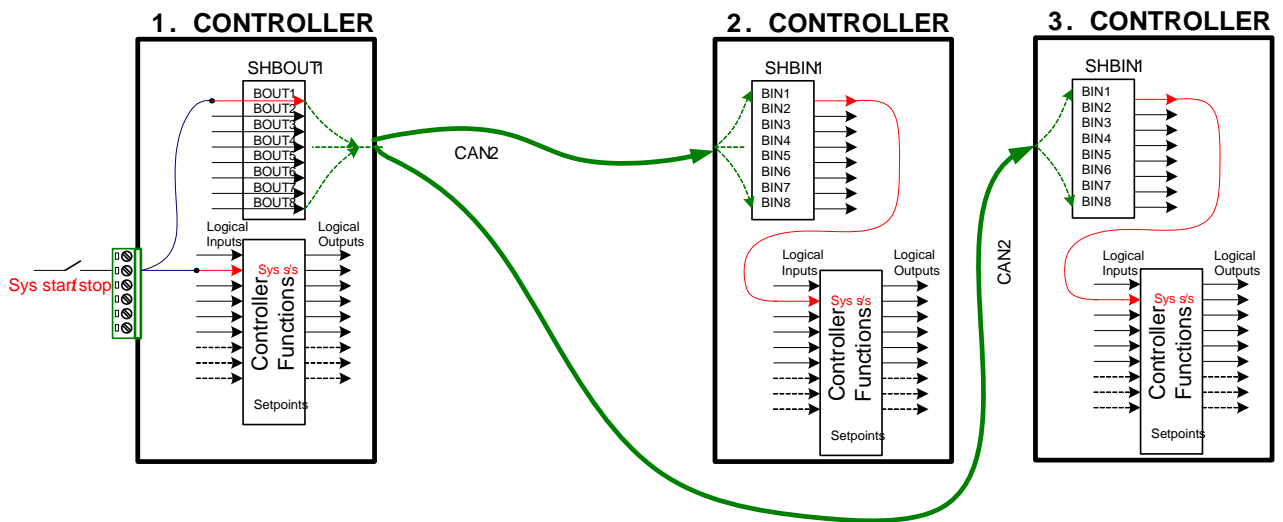 1. CONTROLLER
SHBOUT1
BOUT1
BOUT2
BOUT3
BOUT4
BOUT5
BOUT6
BOUT7
BOUT8
Logical
Inputs
Logical
Outputs
Sys s/s
Controller
Functions
Setpoints
Sys start/stop
CAN2
2. CONTROLLER
SHBIN1
BIN1
BIN2
BIN3
BIN4
BIN5
BIN6
BIN7
BIN8
Logical
Inputs
Logical
Outputs
Sys s/s
Controller
Functions
Setpoints
CAN2
3. CONTROLLER
SHBIN1
BIN1
BIN2
BIN3
BIN4
BIN5
BIN6
BIN7
BIN8
Logical
Inputs
Logical
Outputs
Sys s/s
Controller
Functions
Setpoints